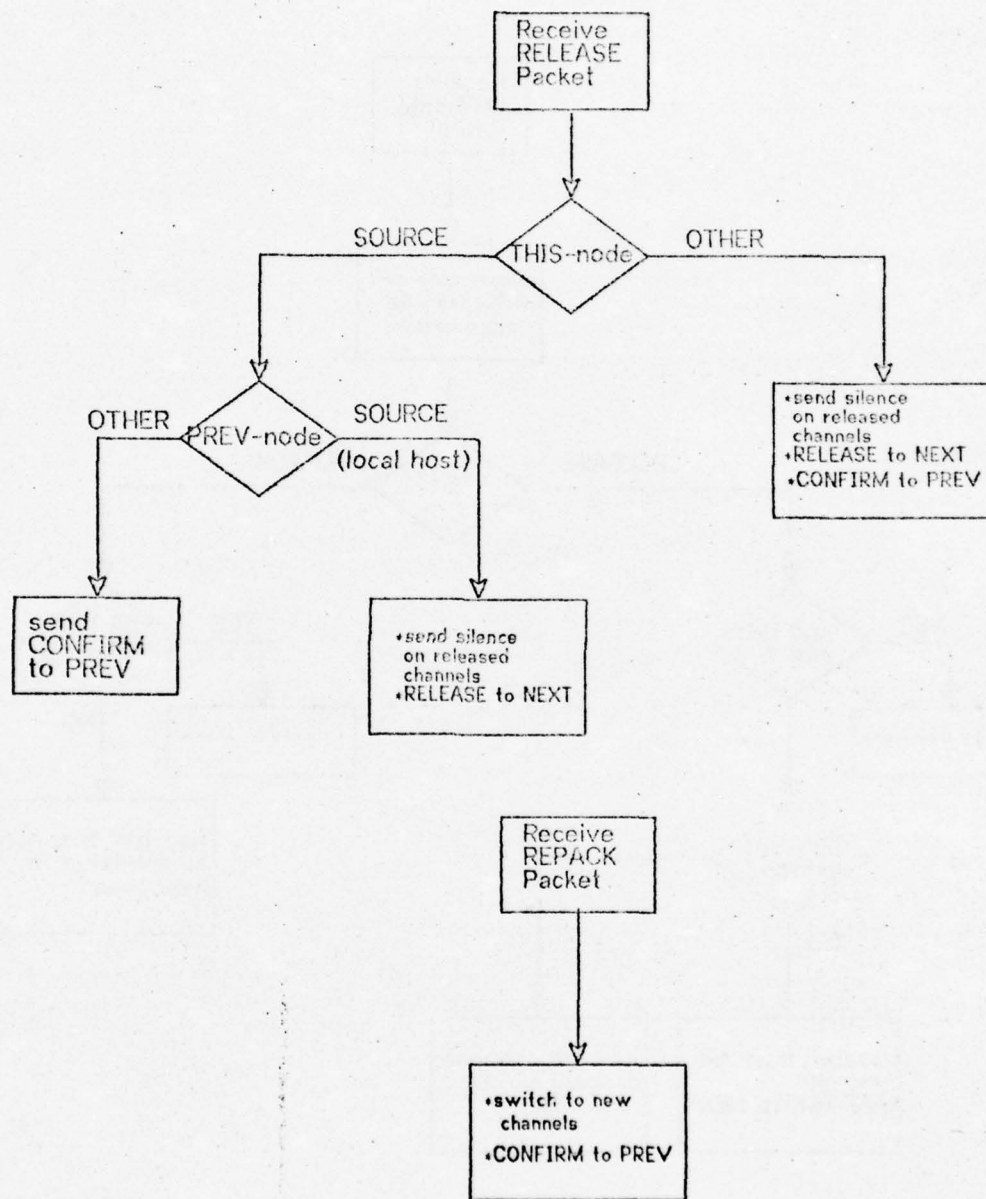 Receive
RELEASE
Packet
SOURCE
THIS-node
OTHER
OTHER
PREV-node
SOURCE
(local host)
•send silence
on released
channels
•RELEASE to NEXT
•CONFIRM to PREV
send
CONFIRM
to PREV
•send silence
on released
channels
•RELEASE to NEXT
Receive
REPACK
Packet
•switch to new
channels
•CONFIRM to PREV